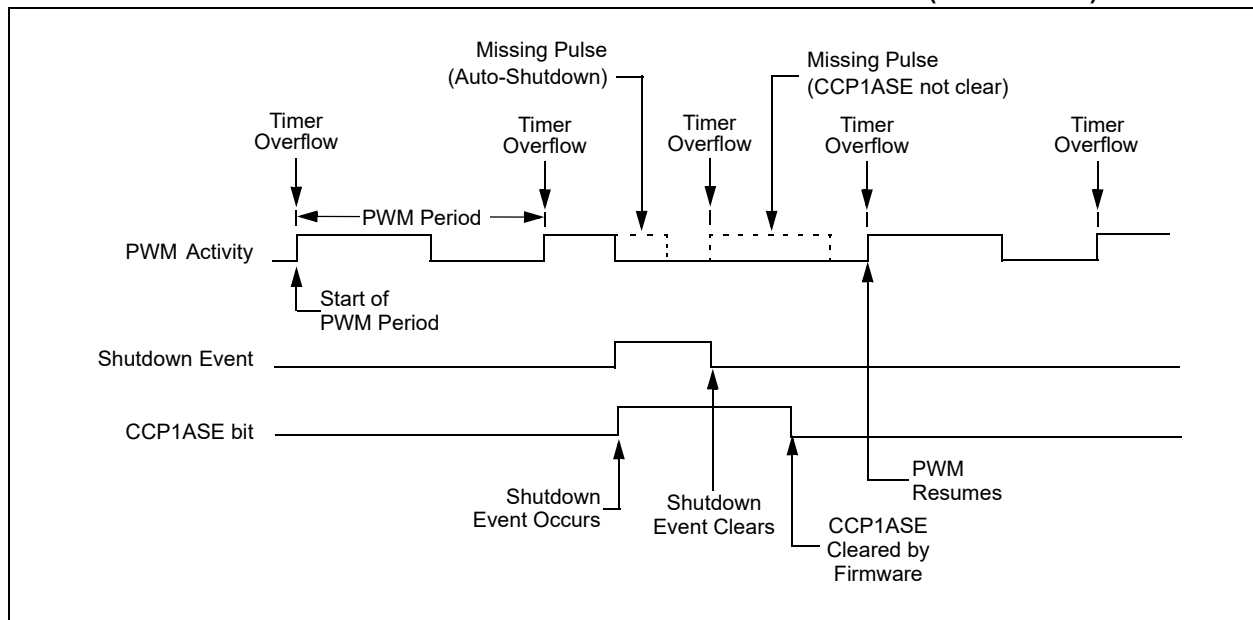 Missing Pulse
(Auto-Shutdown)
Missing Pulse
(CCP1ASE not clear)
Timer
Overflow
Timer
Overflow
Timer
Overflow
Timer
Overflow
Timer
Overflow
PWM Period
PWM Activity
Start of
PWM Period
Shutdown Event
CCP1ASE bit
Shutdown
Event Occurs
Shutdown
Event Clears
CCP1ASE
Cleared by
Firmware
PWM
Resumes